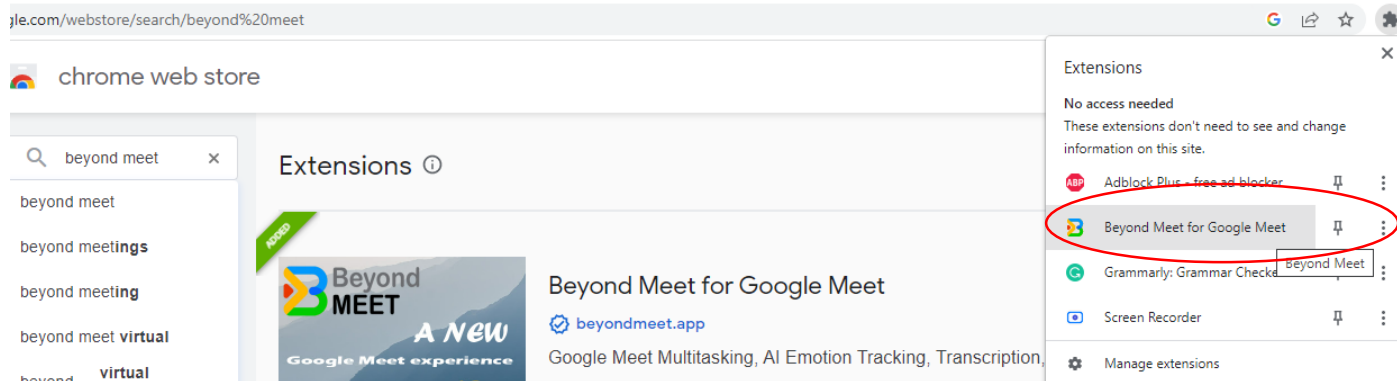 gle.com/webstore/search/beyond%20meet
chrome web store
beyond meet
beyond meet
beyond meetings
beyond meeting
beyond meet virtual
beyond virtual
Extensions
ADDED
Beyond
MEET
A NEW
Google Meet experience
Beyond Meet for Google Meet
beyondmeet.app
Google Meet Multitasking, AI Emotion Tracking, Transcription,
Extensions
No access needed
These extensions don't need to see and change
information on this site.
ABP Adblock Plus - free ad blocker
Beyond Meet for Google Meet
Beyond Meet
G Grammarly: Grammar Checke
Screen Recorder
Manage extensions